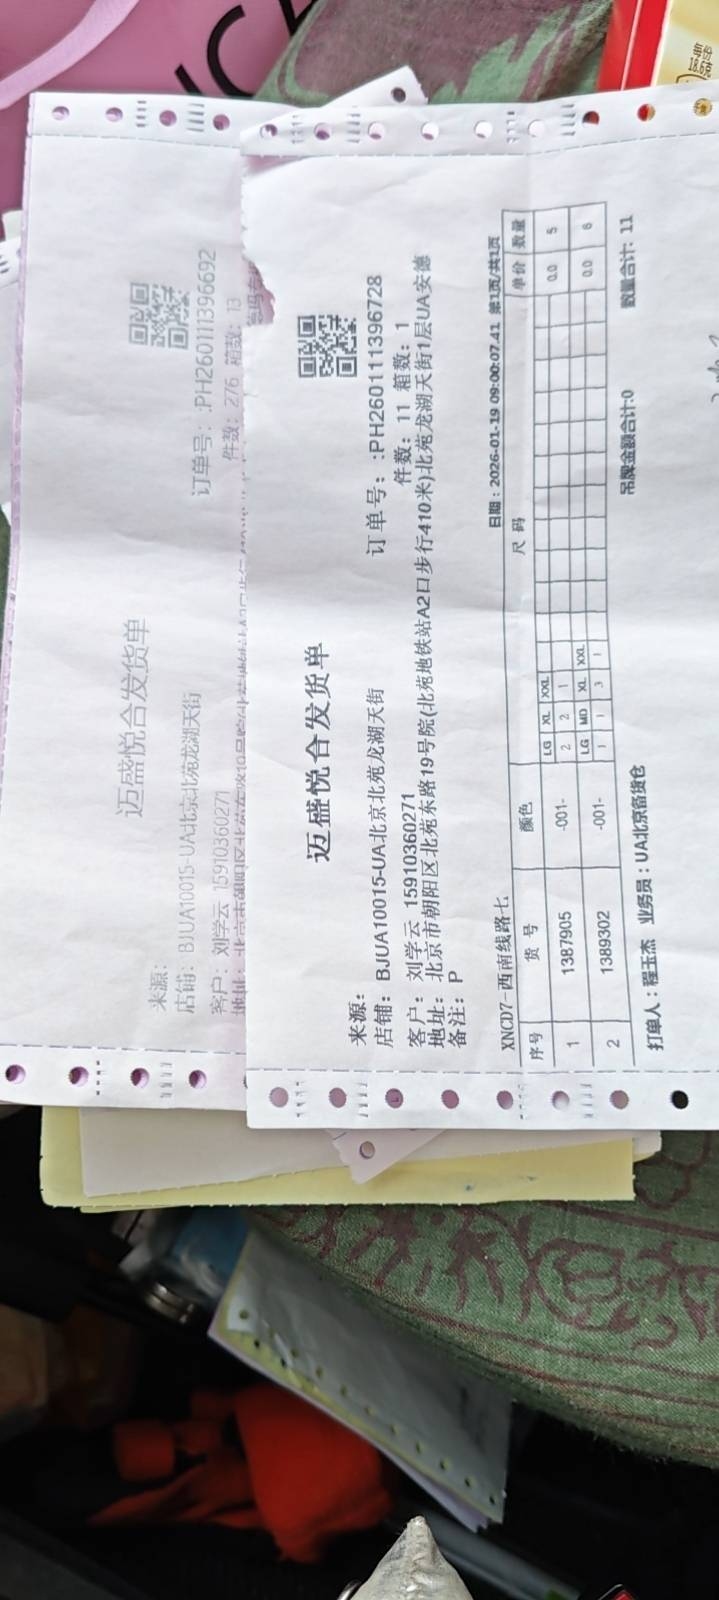 每份
18.6克
迈盛悦合发货单
来源:
店铺: BJUA10015-UA北京北苑龙湖天街
订单号: :PH260111396692
客户: 刘学云 15910360271
件数: 276 箱数: 13
迈盛悦合发货单
来源:
店铺: BJUA10015-UA北京北苑龙湖天街
订单号: :PH260111396728
客户: 刘学云 15910360271
件数: 11 箱数: 1
地址: 北京市朝阳区北苑东路19号院(北苑地铁站A2口步行410米)北苑龙湖天街1层UA安德
备注: P
XNCD7-西南线路七
日期:2026-01-19 09:00:07.41 第1页/共1页
序号 货号 颜色 尺码 单价 数量
LG XL XXL
1 1387905 -001- 2 2 1 0.0 5
LG MD XL XXL
2 1389302 -001- 1 1 3 1 0.0 6
吊牌金额合计:0 数量合计: 11
打单人:程玉杰 业务员:UA北京备货仓